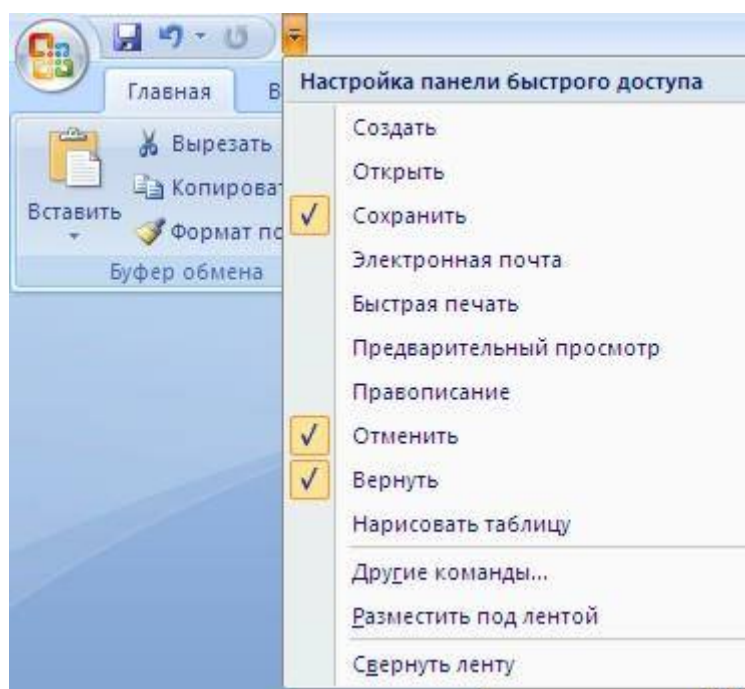 Главная
Настройка панели быстрого доступа
Вырезать
Вставить
Буфер обмена
Создать
Открыть
Сохранить
Электронная почта
Быстрая печать
Предварительный просмотр
Правописание
Отменить
Вернуть
Нарисовать таблицу
Другие команды...
Разместить под лентой
Свернуть ленту